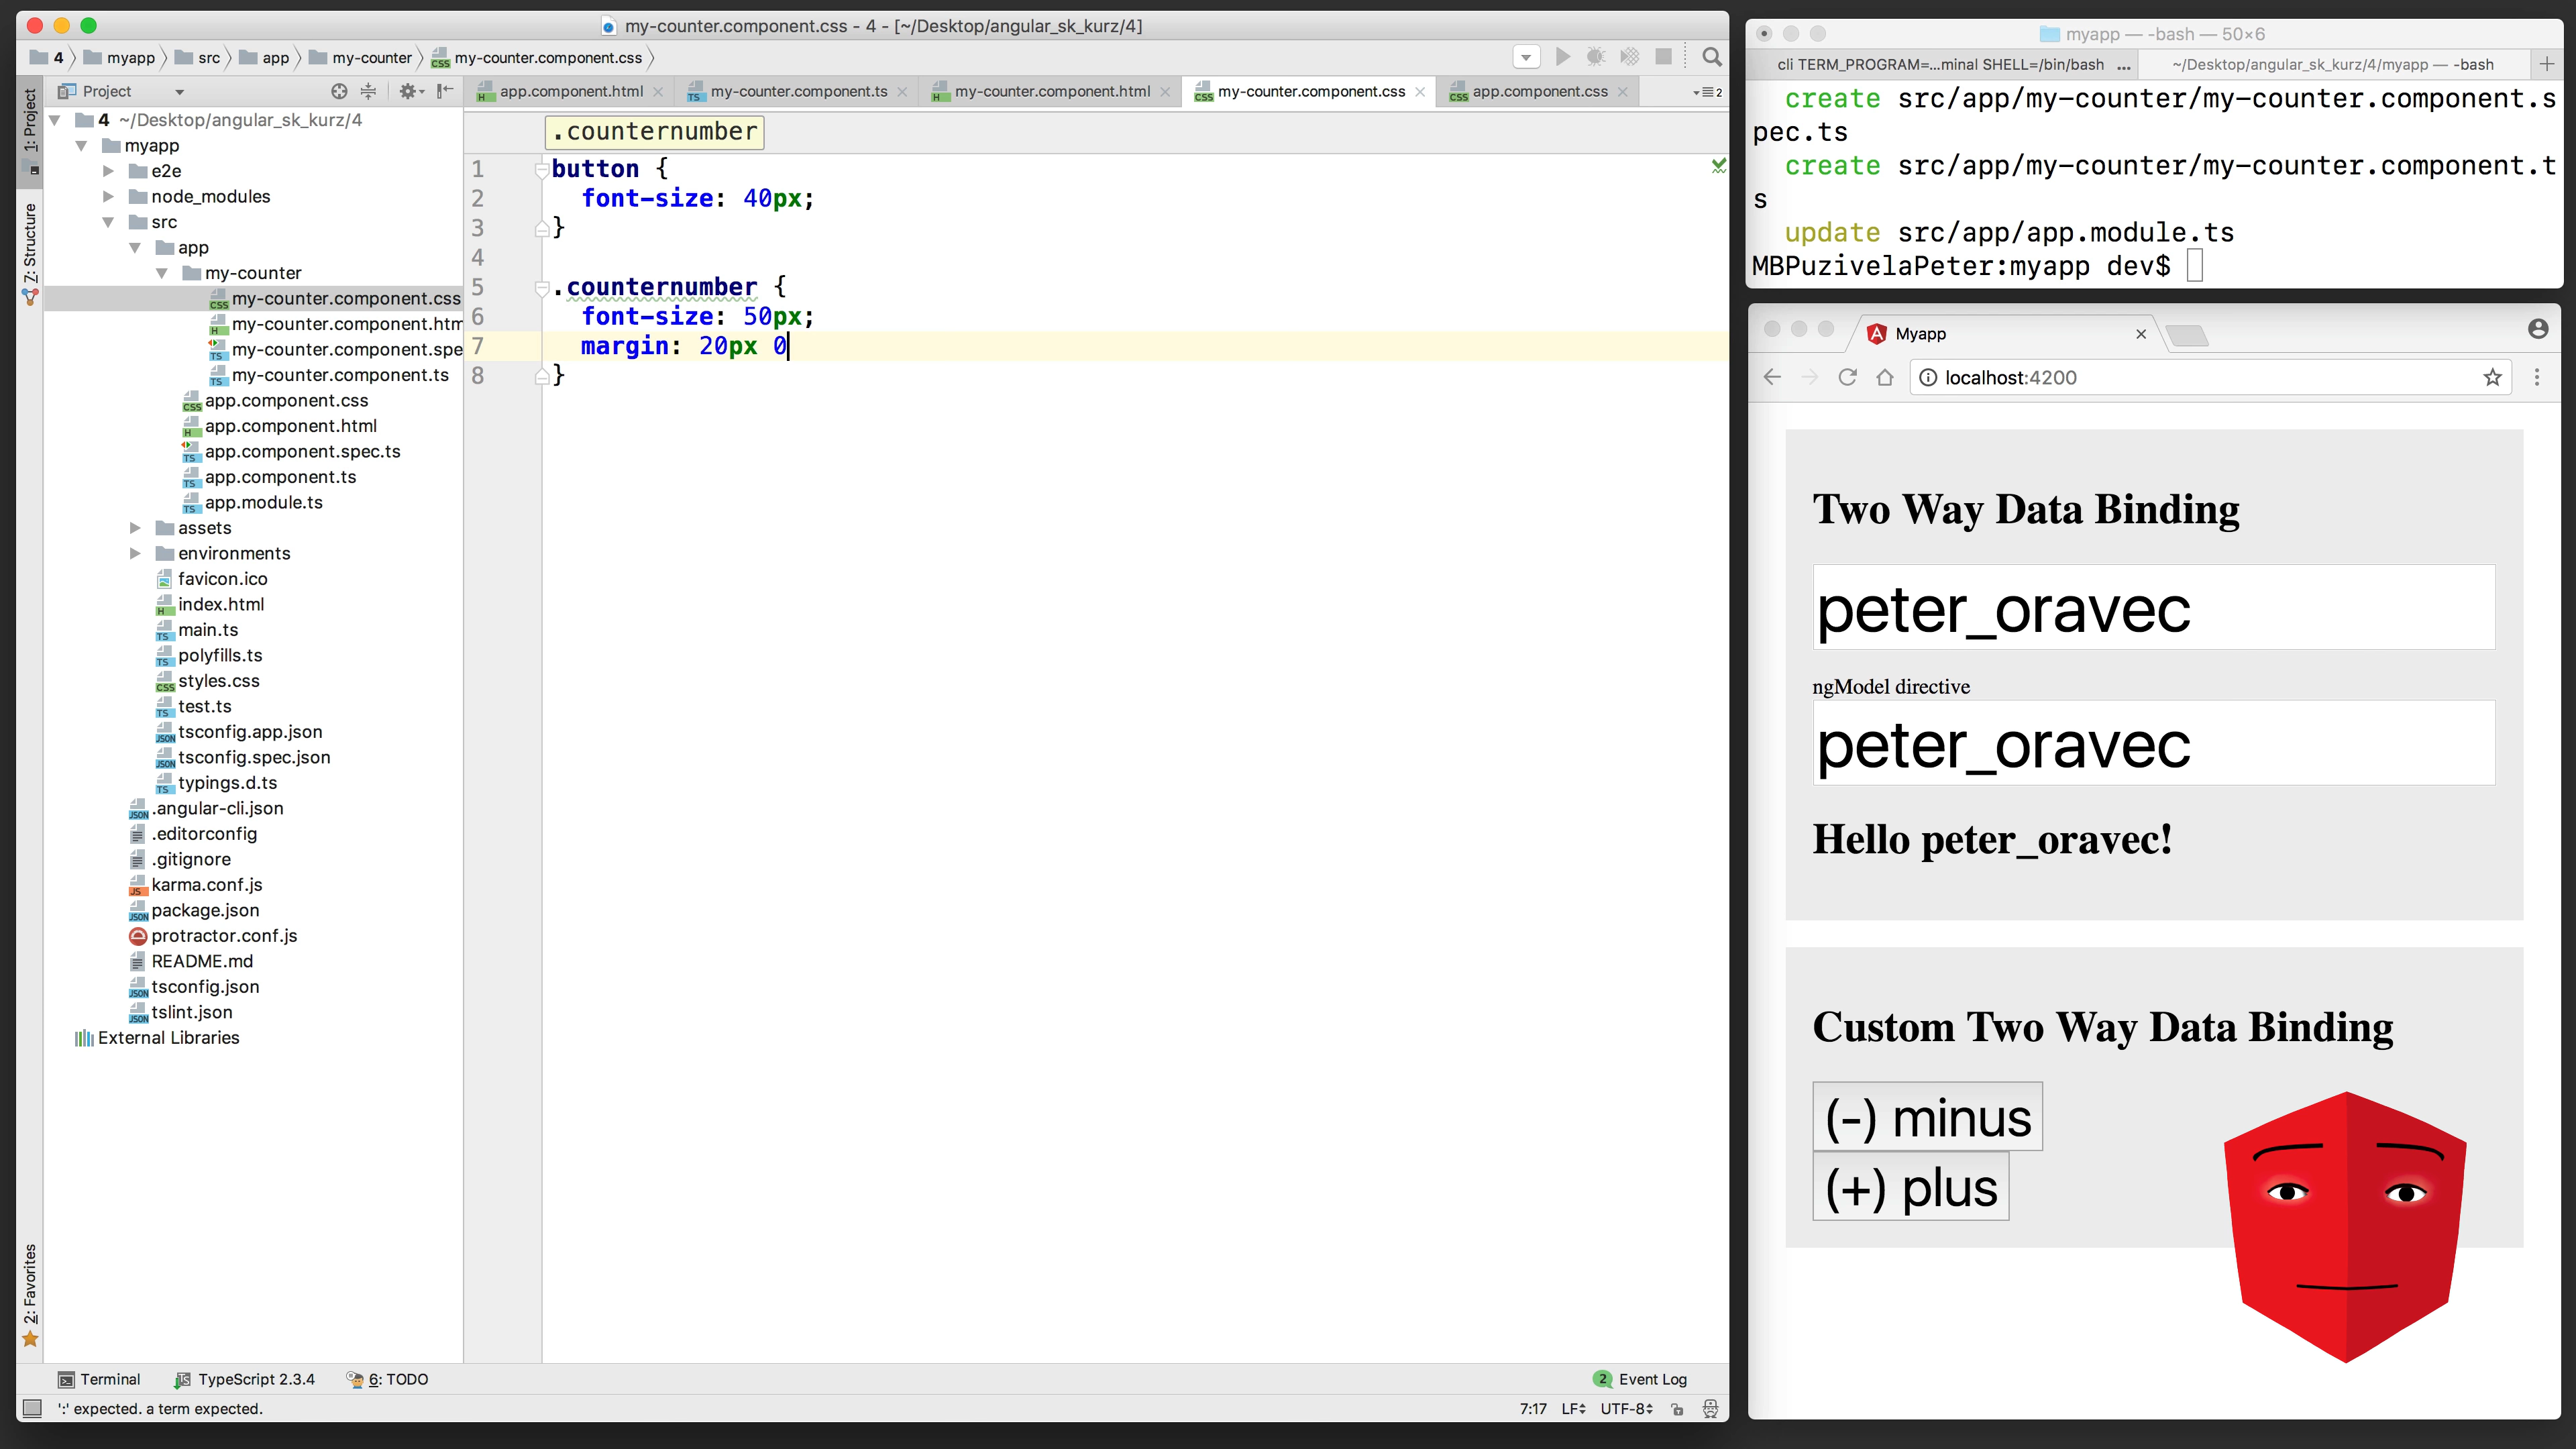 my-counter.component.css - 4 - [~/Desktop/angular_sk_kurz/4]
4 myapp src app my-counter my-counter.component.css
Project
app.component.html
my-counter.component.ts
my-counter.component.html
my-counter.component.css
app.component.css
2
1: Project
Z: Structure
2: Favorites
4 ~/Desktop/angular_sk_kurz/4
myapp
e2e
node_modules
src
app
my-counter
my-counter.component.css
my-counter.component.htm
my-counter.component.spe
my-counter.component.ts
app.component.css
app.component.html
app.component.spec.ts
app.component.ts
app.module.ts
assets
environments
favicon.ico
index.html
main.ts
polyfills.ts
styles.css
test.ts
tsconfig.app.json
tsconfig.spec.json
typings.d.ts
.angular-cli.json
.editorconfig
.gitignore
karma.conf.js
package.json
protractor.conf.js
README.md
tsconfig.json
tslint.json
External Libraries
.counternumber
1 button {
2 font-size: 40px;
3 }
4
5 .counternumber {
6 font-size: 50px;
7 margin: 20px 0
8 }
Terminal
TypeScript 2.3.4
6: TODO
2 Event Log
':' expected. a term expected.
7:17 LF UTF-8
myapp — -bash — 50×6
cli TERM_PROGRAM=...minal SHELL=/bin/bash ...
~/Desktop/angular_sk_kurz/4/myapp — -bash
create src/app/my-counter/my-counter.component.s
pec.ts
create src/app/my-counter/my-counter.component.t
s
update src/app/app.module.ts
MBPuzivelaPeter:myapp dev$
Myapp
localhost:4200
Two Way Data Binding
peter_oravec
ngModel directive
peter_oravec
Hello peter_oravec!
Custom Two Way Data Binding
(-) minus
(+) plus